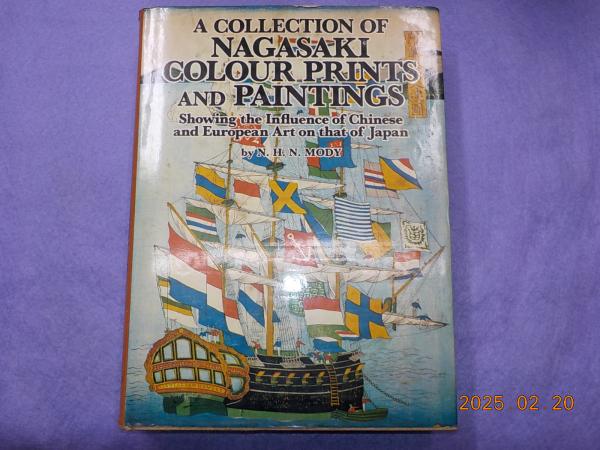 A COLLECTION OF
NAGASAKI
COLOUR PRINTS
AND PAINTINGS
Showing the Influence of Chinese
and European Art on that of Japan
by N. H. N. MODY
2025 02 20